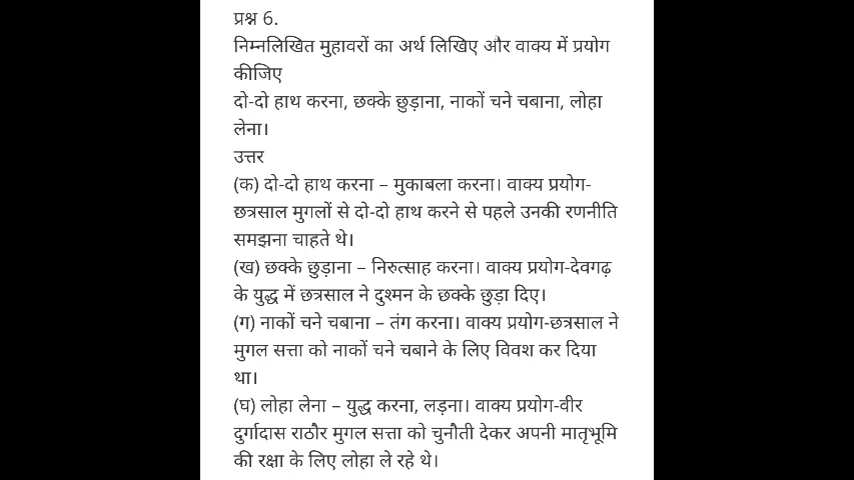 प्रश्न 6.
निम्नलिखित मुहावरों का अर्थ लिखिए और वाक्य में प्रयोग
कीजिए
दो-दो हाथ करना, छक्के छुड़ाना, नाकों चने चबाना, लोहा
लेना।
उत्तर
(क) दो-दो हाथ करना – मुकाबला करना। वाक्य प्रयोग-
छत्रसाल मुगलों से दो-दो हाथ करने से पहले उनकी रणनीति
समझना चाहते थे।
(ख) छक्के छुड़ाना – निरुत्साह करना। वाक्य प्रयोग-देवगढ़
के युद्ध में छत्रसाल ने दुश्मन के छक्के छुड़ा दिए।
(ग) नाकों चने चबाना – तंग करना। वाक्य प्रयोग-छत्रसाल ने
मुगल सत्ता को नाकों चने चबाने के लिए विवश कर दिया
था।
(घ) लोहा लेना – युद्ध करना, लड़ना। वाक्य प्रयोग-वीर
दुर्गादास राठौर मुगल सत्ता को चुनौती देकर अपनी मातृभूमि
की रक्षा के लिए लोहा ले रहे थे।